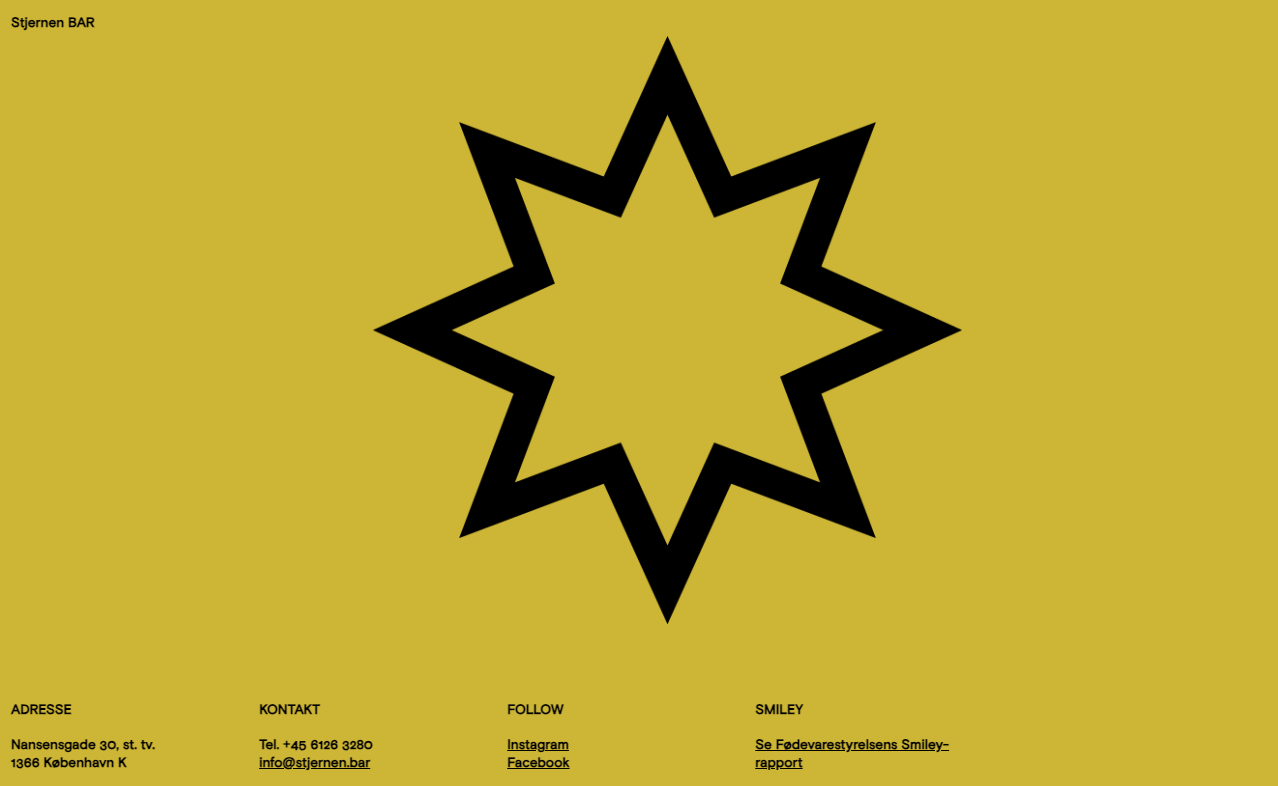 Stjernen BAR
ADRESSE
Nansensgade 30, st. tv.
1366 København K
KONTAKT
Tel. +45 6126 3280
info@stjernen.bar
FOLLOW
Instagram
Facebook
SMILEY
Se Fødevarestyrelsens Smiley-
rapport